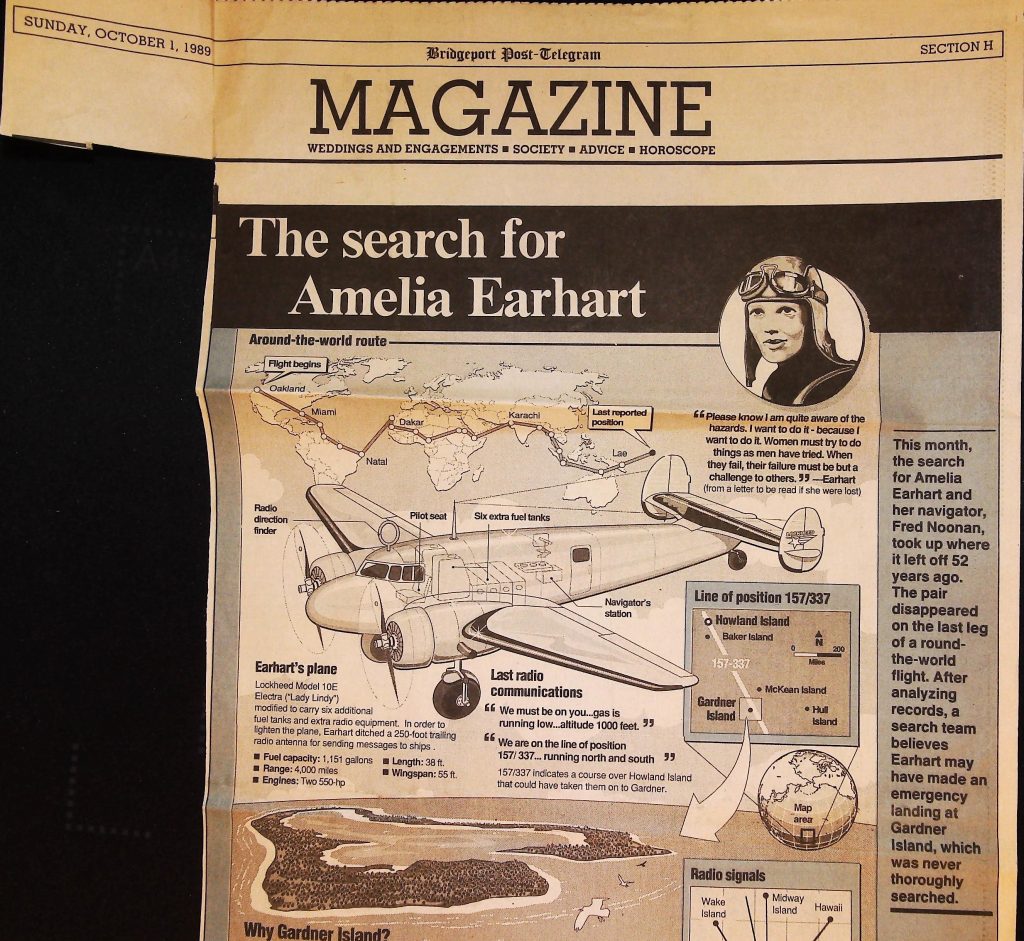 SUNDAY, OCTOBER 1, 1989
Bridgeport Post-Telegram
SECTION H
MAGAZINE
WEDDINGS AND ENGAGEMENTS ■ SOCIETY ■ ADVICE ■ HOROSCOPE
The search for
Amelia Earhart
Around-the-world route
Flight begins
Oakland
Miami
Natal
Dakar
Karachi
Last reported
position
Lae
“Please know I am quite aware of the
hazards. I want to do it - because I
want to do it. Women must try to do
things as men have tried. When
they fail, their failure must be but a
challenge to others.” —Earhart
(from a letter to be read if she were lost)
This month,
the search
for Amelia
Earhart and
her navigator,
Fred Noonan,
took up where
it left off 52
years ago.
The pair
disappeared
on the last leg
of a round-
the-world
flight. After
analyzing
records, a
search team
believes
Earhart may
have made an
emergency
landing at
Gardner
Island, which
was never
thoroughly
searched.
Radio
direction
finder
Pilot seat
Six extra fuel tanks
LOCKHEED
Navigator's
station
Earhart's plane
Lockheed Model 10E
Electra ("Lady Lindy")
modified to carry six additional
fuel tanks and extra radio equipment. In order to
lighten the plane, Earhart ditched a 250-foot trailing
radio antenna for sending messages to ships .
■ Fuel capacity: 1,151 gallons
■ Range: 4,000 miles
■ Engines: Two 550-hp
■ Length: 38 ft.
■ Wingspan: 55 ft.
Last radio
communications
“We must be on you...gas is
running low...altitude 1000 feet.”
“We are on the line of position
157/ 337... running north and south”
157/337 indicates a course over Howland Island
that could have taken them on to Gardner.
Line of position 157/337
Howland Island
Baker Island
N
0 200
Miles
157-337
McKean Island
Gardner
Island
Hull
Island
Map
area
Radio signals
Wake
Island
Midway
Island
Hawaii
Why Gardner Island?